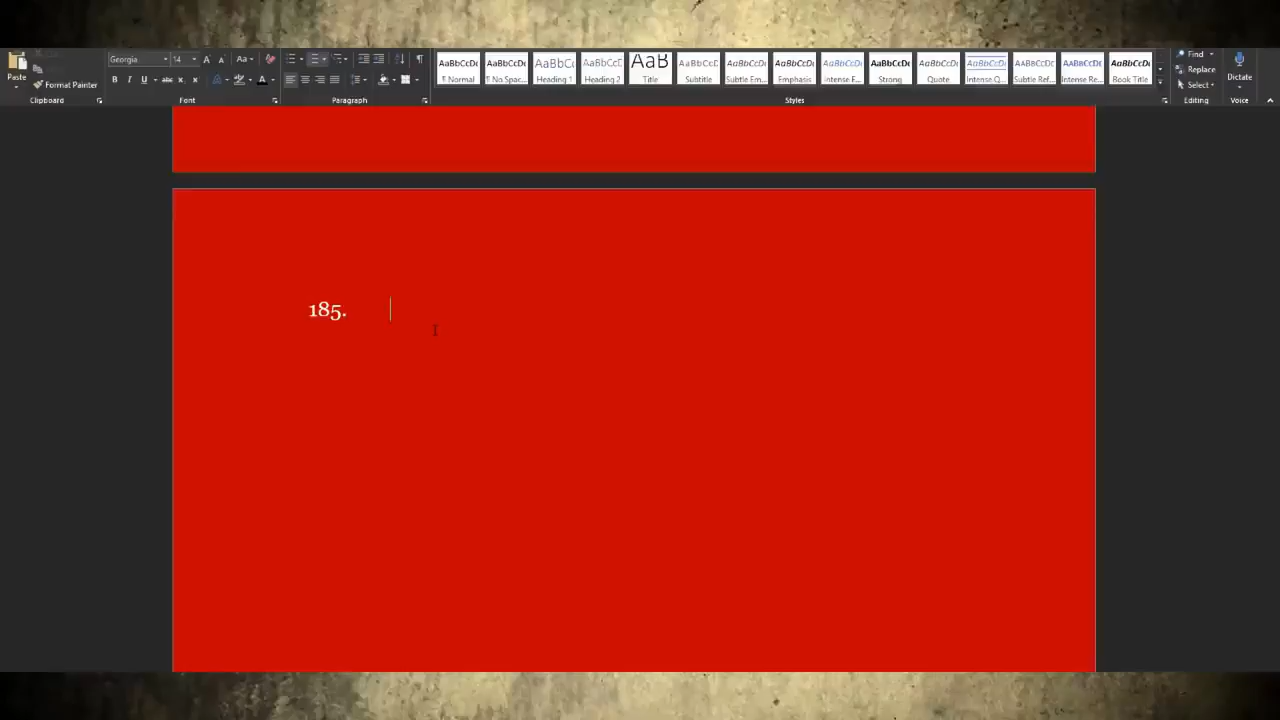 Georgia 14 Aa
Paste Format Painter
B I U abc x x A A
AaBbCcDc AaBbCcDc AaBbCc AaBbCcD AaB AaBbCcD AaBbCcDc AaBbCcDc AaBbCcDc AaBbCcDc AaBbCcDc AaBbCcDc AaBbCcDc AaBbCcDc AaBbCcDc
¶ Normal ¶ No Spac... Heading 1 Heading 2 Title Subtitle Subtle Em... Emphasis Intense E... Strong Quote Intense Q... Subtle Ref... Intense Re... Book Title
Find
Replace
Select
Dictate
Clipboard Font Paragraph Styles Editing Voice
185.